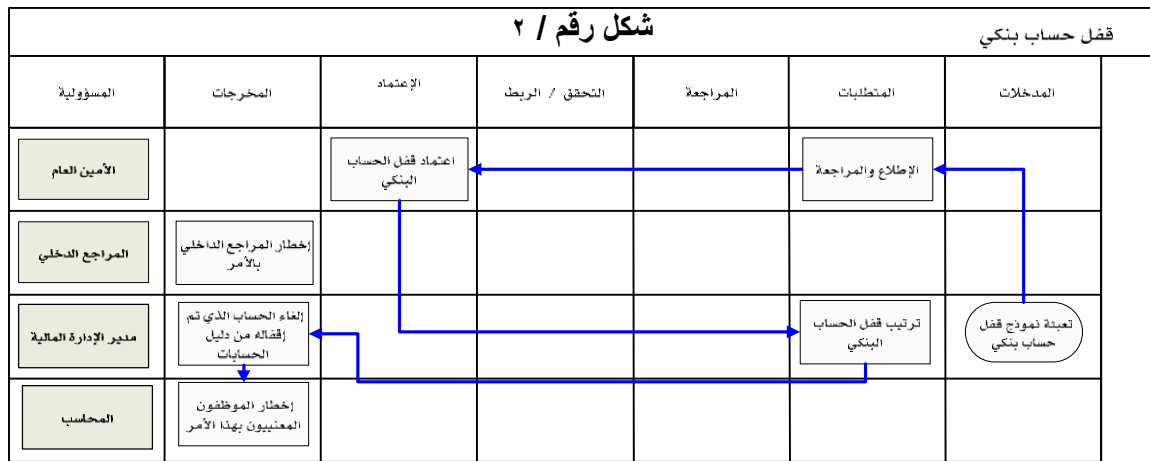 شكل رقم / ٢
قفل حساب بنكي
المدخلات
المتطلبات
المراجعة
التحقق / الربط
الإعتماد
المخرجات
المسؤولية
الإطلاع والمراجعة
اعتماد قفل الحساب
البنكي
الأمين العام
إخطار المراجع الداخلي
بالأمر
المراجع الدخلي
تعبئة نموذج قفل
حساب بنكي
ترتيب قفل الحساب
البنكي
إلغاء الحساب الذي تم
إقفاله من دليل
الحسابات
مدير الإدارة المالية
إخطار الموظفون
المعنييون بهذا الأمر
المحاسب